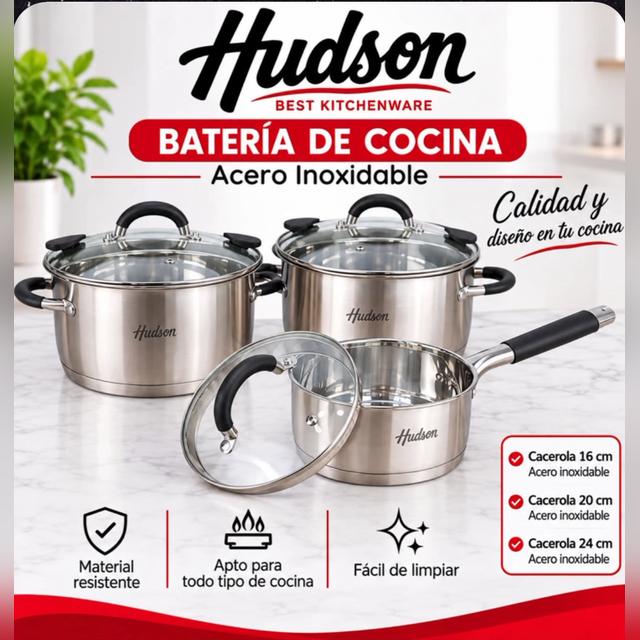 Hudson
BEST KITCHENWARE
BATERÍA DE COCINA
Acero Inoxidable
Calidad y
diseño en tu cocina
Hudson
Hudson
Hudson
Cacerola 16 cm
Acero inoxidable
Cacerola 20 cm
Acero inoxidable
Cacerola 24 cm
Acero inoxidable
Material
resistente
Apto para
todo tipo de cocina
Fácil de limpiar